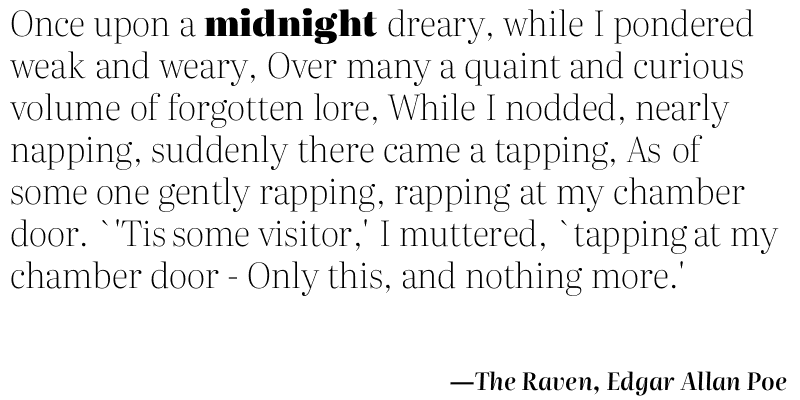 Once upon a midnight dreary, while I pondered
weak and weary, Over many a quaint and curious
volume of forgotten lore, While I nodded, nearly
napping, suddenly there came a tapping, As of
some one gently rapping, rapping at my chamber
door. `'Tis some visitor,' I muttered, `tapping at my
chamber door - Only this, and nothing more.'
—The Raven, Edgar Allan Poe